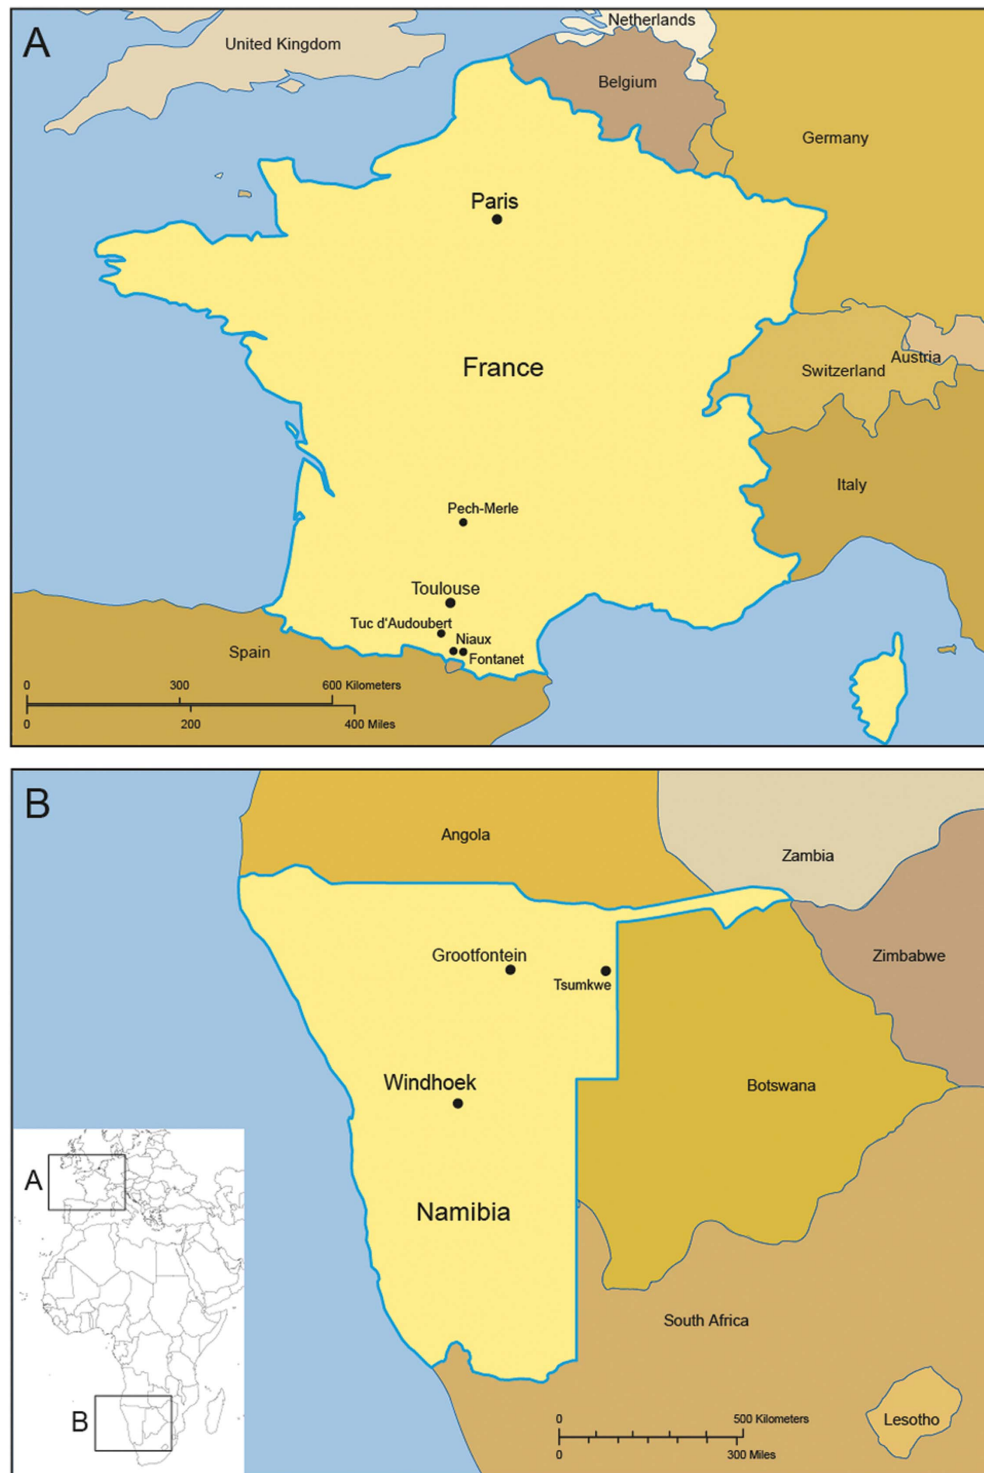 A
United Kingdom
Netherlands
Belgium
Germany
Paris
France
Switzerland
Austria
Italy
Pech-Merle
Toulouse
Tuc d'Audoubert
Niaux
Fontanet
Spain
0 300 600 Kilometers
0 200 400 Miles
B
Angola
Zambia
Zimbabwe
Grootfontein
Tsumkwe
Windhoek
Botswana
Namibia
South Africa
Lesotho
0 500 Kilometers
0 300 Miles
A
B